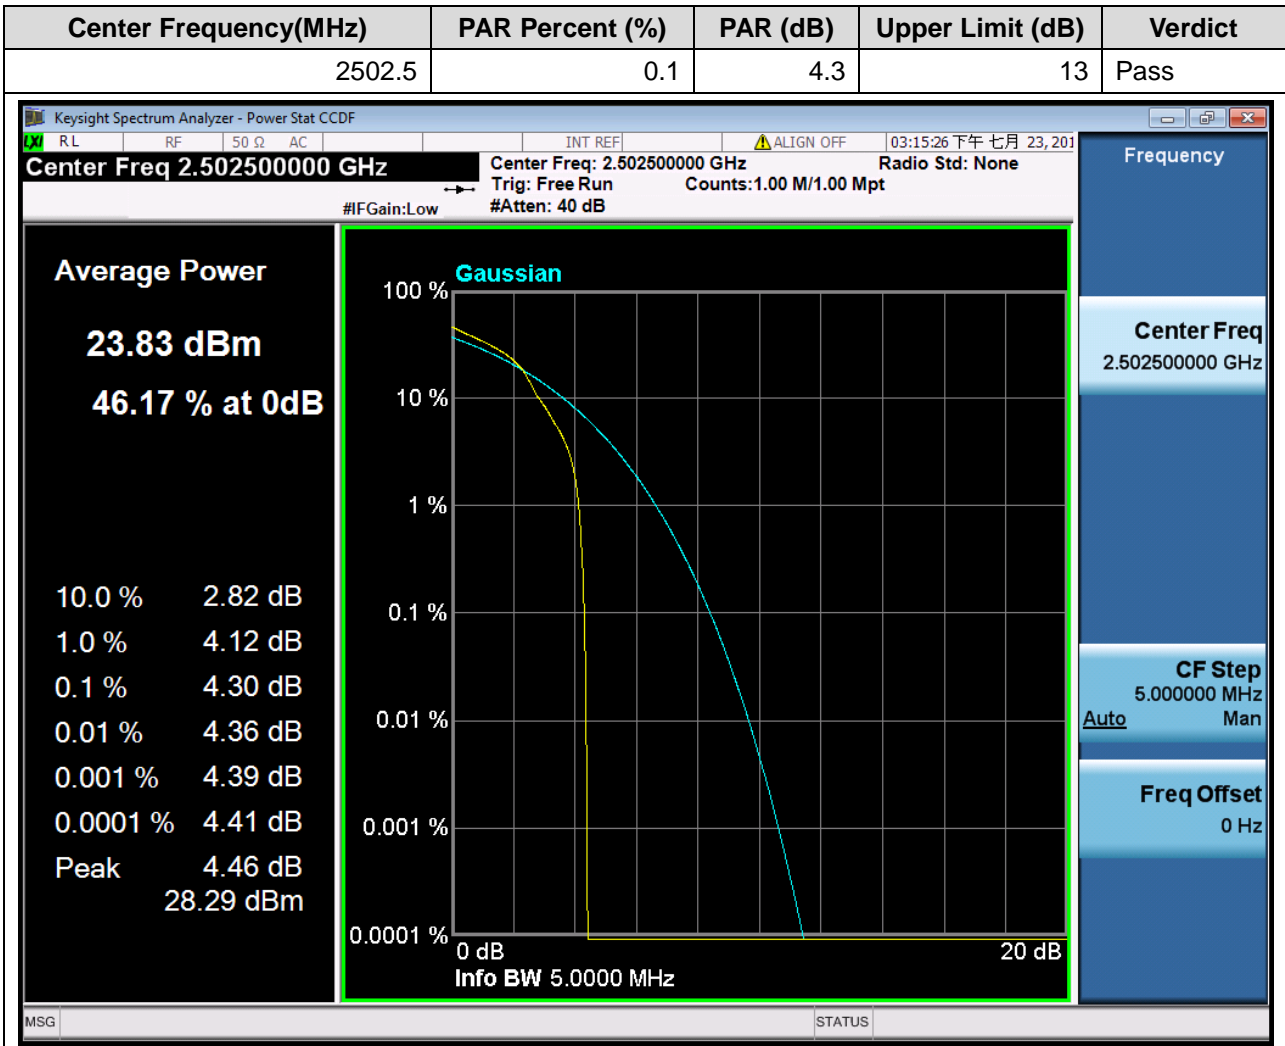 Center Frequency(MHz) PAR Percent (%) PAR (dB) Upper Limit (dB) Verdict
2502.5 0.1 4.3 13 Pass
Keysight Spectrum Analyzer - Power Stat CCDF
LXI RL RF 50 Ω AC INT REF ALIGN OFF 03:15:26 下午 七月 23, 201
Center Freq 2.502500000 GHz
Center Freq: 2.502500000 GHz Radio Std: None
Trig: Free Run Counts:1.00 M/1.00 Mpt
#IFGain:Low #Atten: 40 dB
Frequency
Average Power
23.83 dBm
46.17 % at 0dB
10.0 % 2.82 dB
1.0 % 4.12 dB
0.1 % 4.30 dB
0.01 % 4.36 dB
0.001 % 4.39 dB
0.0001 % 4.41 dB
Peak 4.46 dB
28.29 dBm
Gaussian
100 %
10 %
1 %
0.1 %
0.01 %
0.001 %
0.0001 %
0 dB 20 dB
Info BW 5.0000 MHz
Center Freq
2.502500000 GHz
CF Step
5.000000 MHz
Auto Man
Freq Offset
0 Hz
MSG STATUS